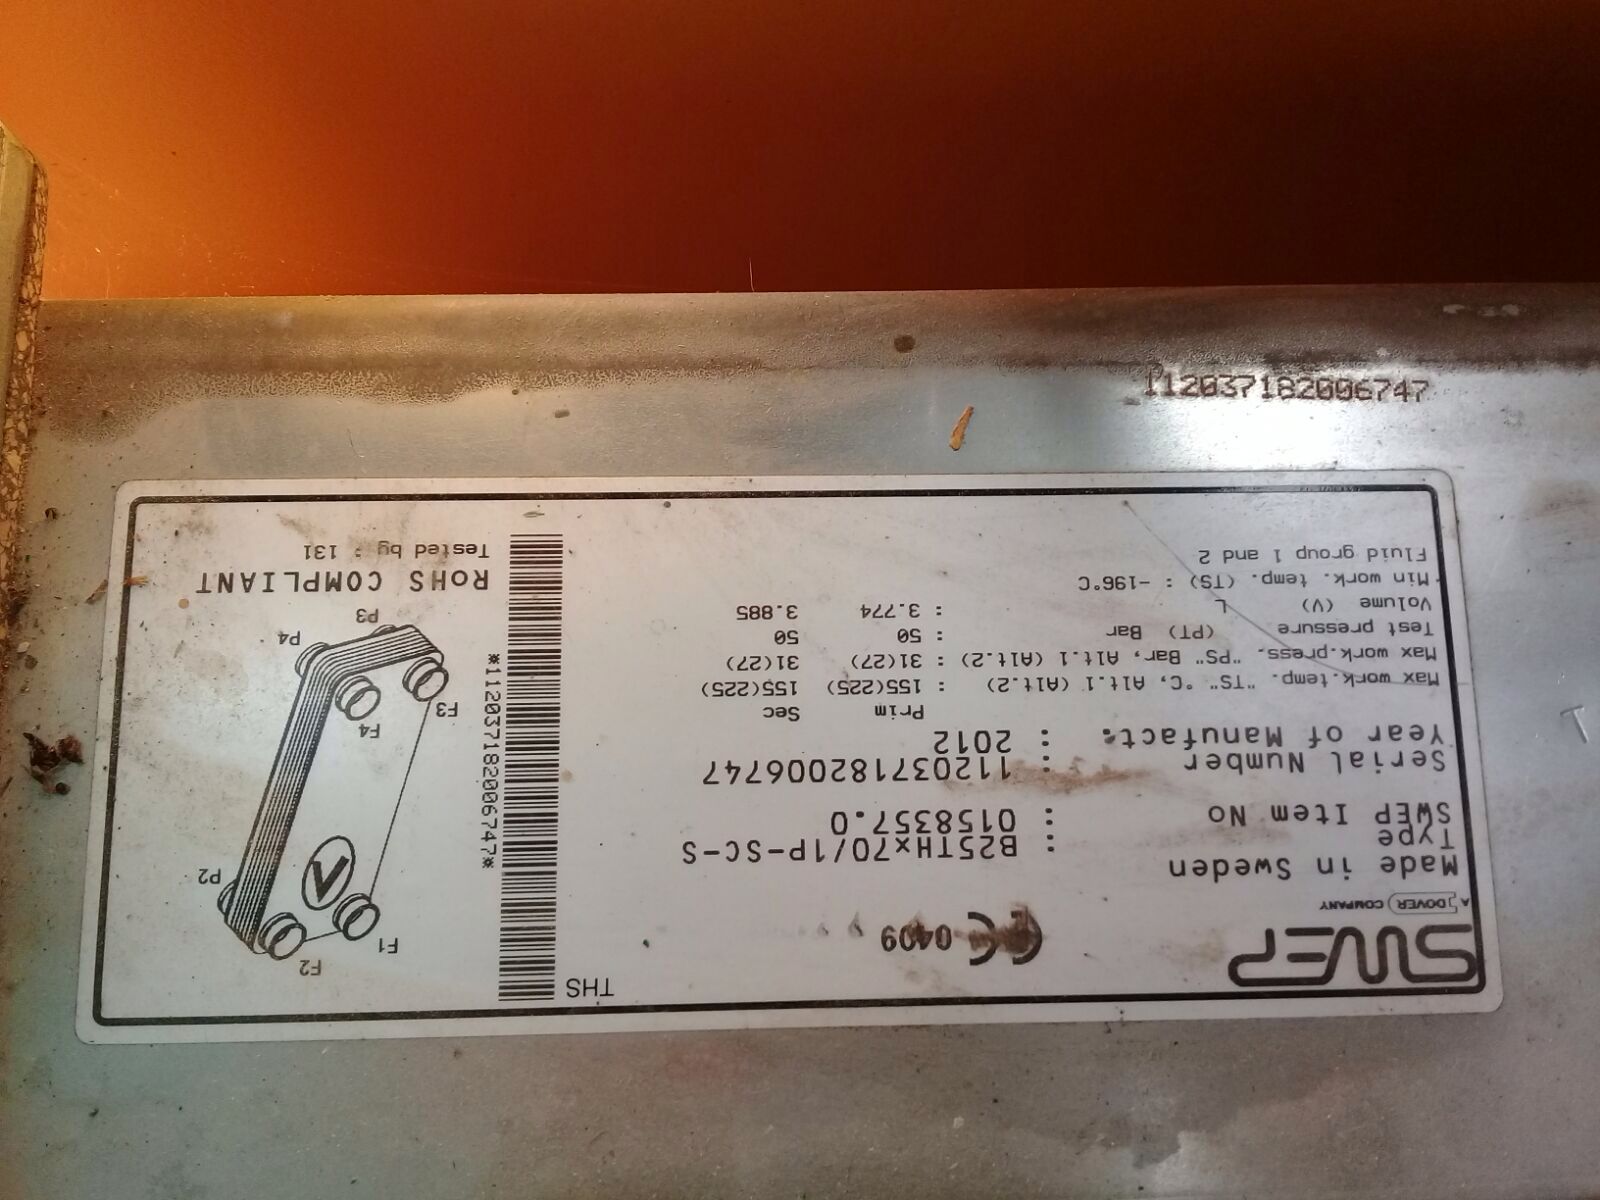 SWEP
A DOVER COMPANY
CE 0409
THS
Made in Sweden
Type : B25THx70/1P-SC-S
SWEP Item No : 0158357.0
Serial Number : 112037182006747
Year of Manufact. : 2012
Prim Sec
Max work.temp. "TS" °C, Alt.1 (Alt.2) : 155(225) 155(225)
Max work.press. "PS" Bar, Alt.1 (Alt.2) : 31(27) 31(27)
Test pressure (PT) Bar : 50 50
Volume (V) L : 3.774 3.885
Min work. temp. (TS) : -196°C
Fluid group 1 and 2
*112037182006747*
F2
F1
P2
F4
F3
P4
P3
RoHS COMPLIANT
Tested by : 131
112037182006747